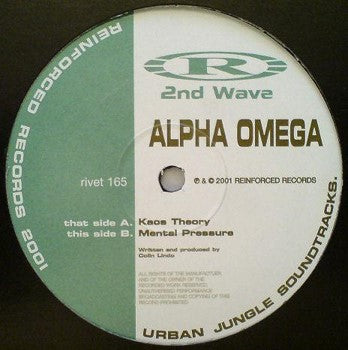 R
2nd Wave
ALPHA OMEGA
rivet 165
℗ & © 2001 REINFORCED RECORDS
that side A. Kaos Theory
this side B. Mental Pressure
Written and produced by
Colin Lindo
ALL RIGHTS OF THE MANUFACTUER
AND OF THE OWNER OF THE
RECORDED WORK RESERVED.
UNAUTHORISED PERFORMANCE
BROADCASTING AND COPYING OF THIS
RECORD PROHIBITED
REINFORCED RECORDS 2001
URBAN JUNGLE SOUNDTRACKS.